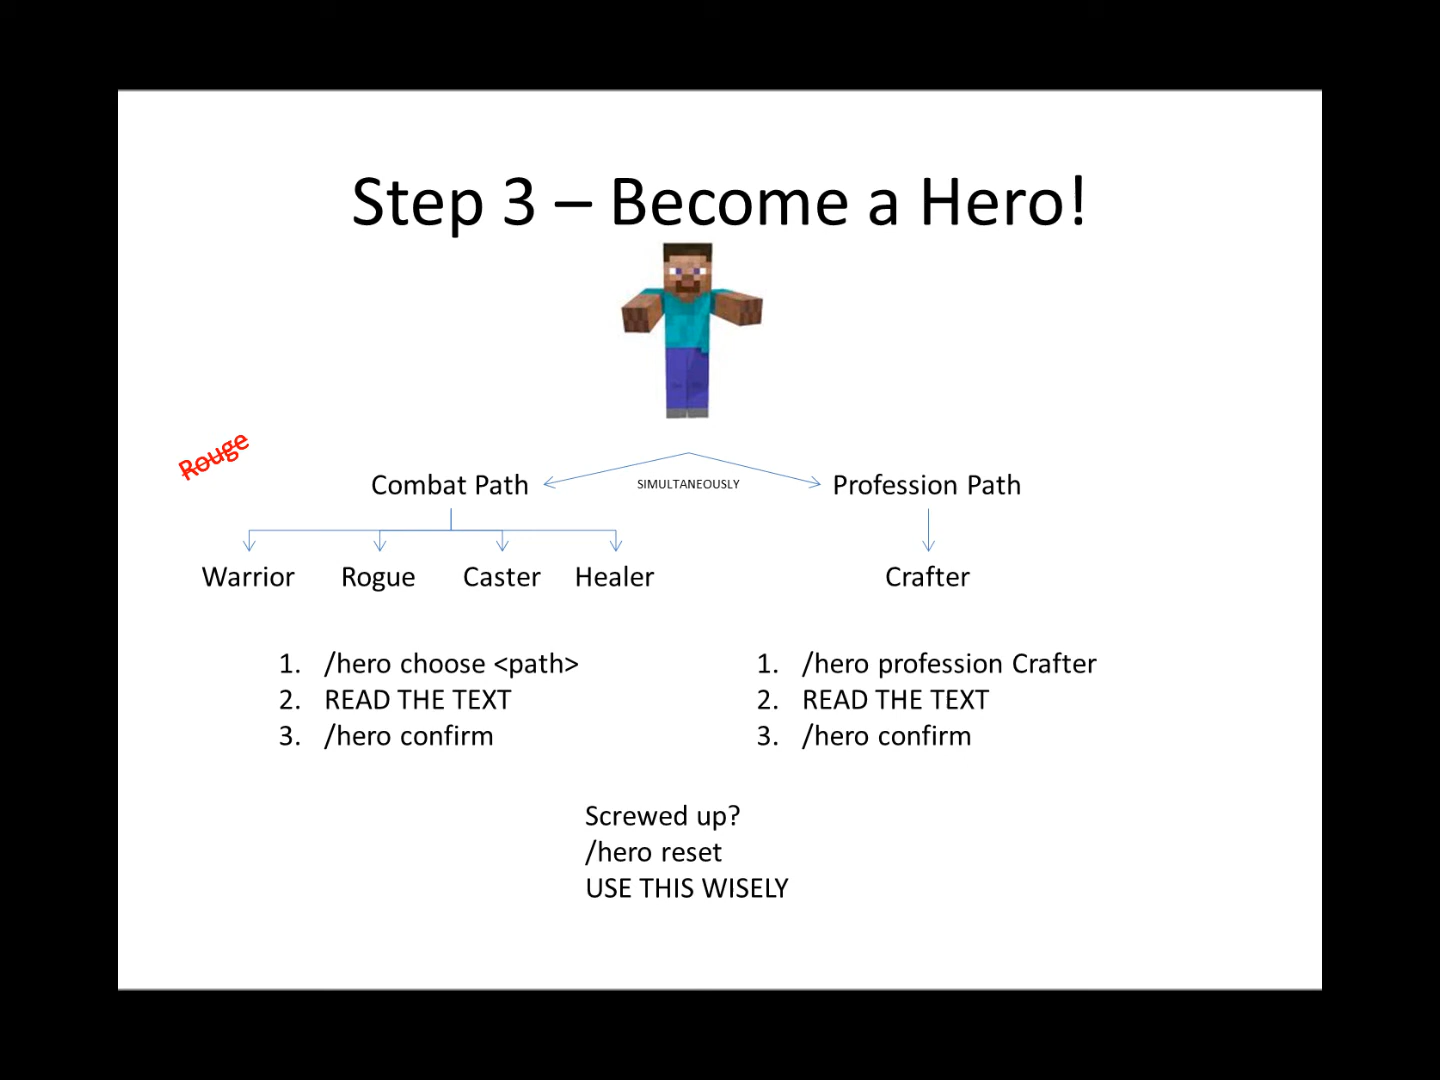 Step 3 – Become a Hero!
Rouge
Combat Path
SIMULTANEOUSLY
Profession Path
Warrior Rogue Caster Healer
Crafter
1. /hero choose <path>
2. READ THE TEXT
3. /hero confirm
1. /hero profession Crafter
2. READ THE TEXT
3. /hero confirm
Screwed up?
/hero reset
USE THIS WISELY